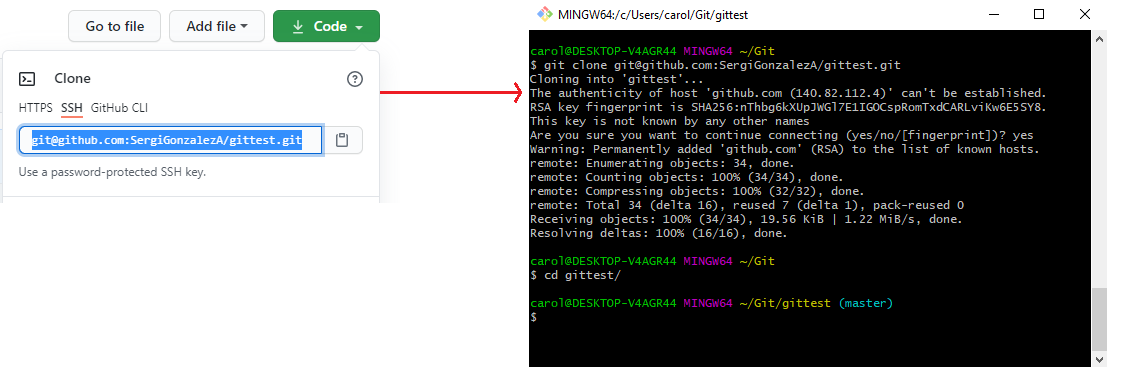 Go to file
Add file
Code
Clone
HTTPS SSH GitHub CLI
git@github.com:SergiGonzalezA/gittest.git
Use a password-protected SSH key.
MINGW64:/c/Users/carol/Git/gittest
carol@DESKTOP-V4AGR44 MINGW64 ~/Git
$ git clone git@github.com:SergiGonzalezA/gittest.git
Cloning into 'gittest'...
The authenticity of host 'github.com (140.82.112.4)' can't be established.
RSA key fingerprint is SHA256:nThbg6kXUpJWGl7E1IGOCspRomTxdCARLviKw6E5SY8.
This key is not known by any other names
Are you sure you want to continue connecting (yes/no/[fingerprint])? yes
Warning: Permanently added 'github.com' (RSA) to the list of known hosts.
remote: Enumerating objects: 34, done.
remote: Counting objects: 100% (34/34), done.
remote: Compressing objects: 100% (32/32), done.
remote: Total 34 (delta 16), reused 7 (delta 1), pack-reused 0
Receiving objects: 100% (34/34), 19.56 KiB | 1.22 MiB/s, done.
Resolving deltas: 100% (16/16), done.
carol@DESKTOP-V4AGR44 MINGW64 ~/Git
$ cd gittest/
carol@DESKTOP-V4AGR44 MINGW64 ~/Git/gittest (master)
$